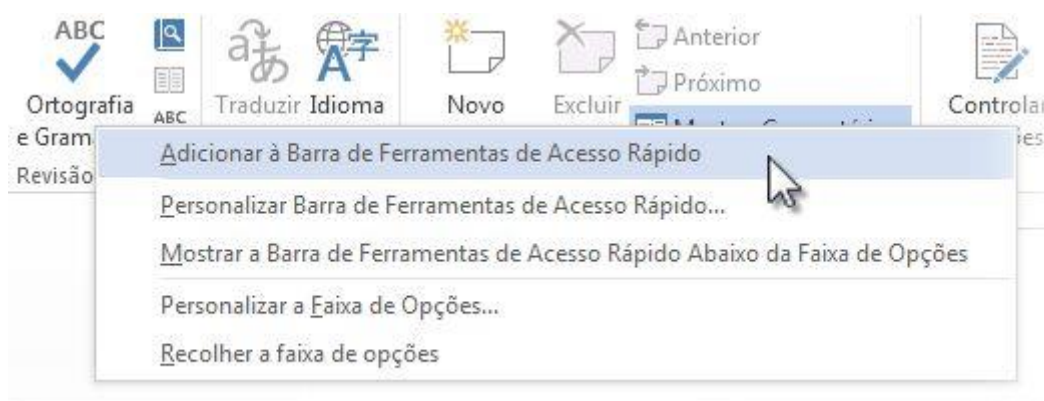 ABC
Ortografia
e Gram
Revisão
ABC
Traduzir
Idioma
Novo
Excluir
Anterior
Próximo
Controlar
Adicionar à Barra de Ferramentas de Acesso Rápido
Personalizar Barra de Ferramentas de Acesso Rápido...
Mostrar a Barra de Ferramentas de Acesso Rápido Abaixo da Faixa de Opções
Personalizar a Faixa de Opções...
Recolher a faixa de opções